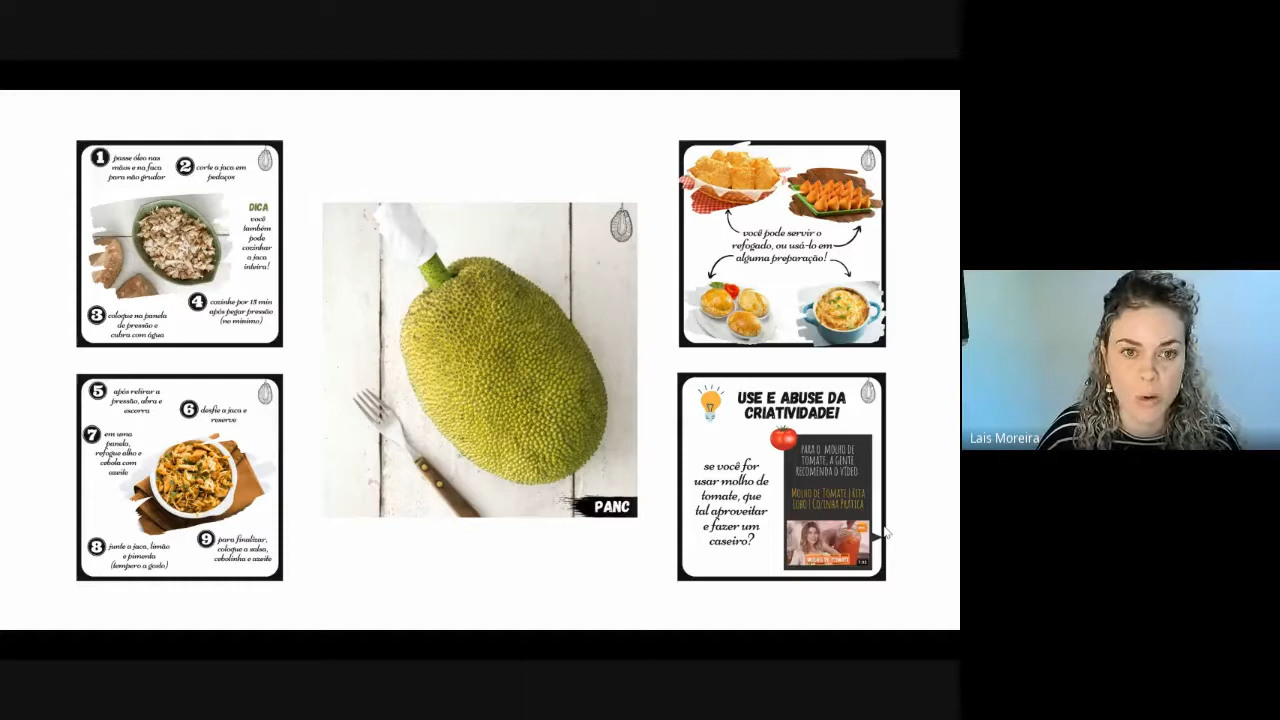 1
passe óleo nas
mãos e na faca
para não grudar
2
corte a jaca em
pedaços
DICA
você
também
pode
cozinhar
a jaca
inteira!
3
coloque na panela
de pressão e
cubra com água
4
cozinhe por 15 min
após pegar pressão
(no mínimo)
5
após retirar a
pressão, abra e
escorra
6
desfie a jaca e
reserve
7
em uma
panela,
refogue alho e
cebola com
azeite
8
junte a jaca, limão
e pimenta
(tempero a gosto)
9
para finalizar,
coloque a salsa,
cebolinha e azeite
PANC
você pode servir o
refogado, ou usá-lo em
alguma preparação!
USE E ABUSE DA
CRIATIVIDADE!
se você for
usar molho de
tomate, que
tal aproveitar
e fazer um
caseiro?
PARA O MOLHO DE
TOMATE, A GENTE
RECOMENDA O VÍDEO
MOLHO DE TOMATE | RITA
LOBO | COZINHA PRÁTICA
MOLHO DE TOMATE
Lais Moreira